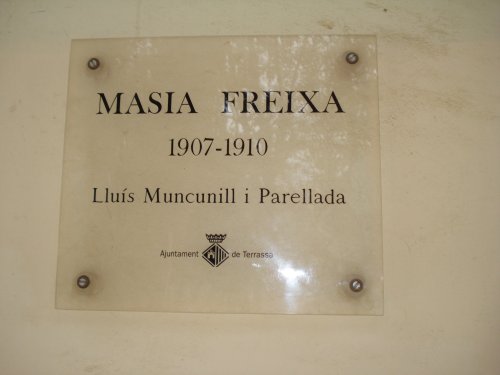 MASIA FREIXA
1907-1910
Lluís Muncunill i Parellada
Ajuntament de Terrassa